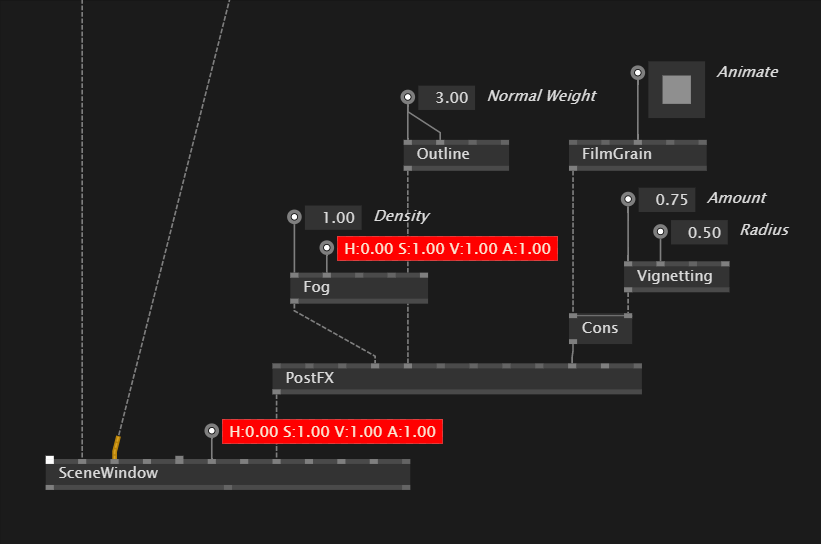 Animate
3.00 Normal Weight
Outline
FilmGrain
0.75 Amount
1.00 Density
0.50 Radius
H:0.00 S:1.00 V:1.00 A:1.00
Vignetting
Fog
Cons
PostFX
H:0.00 S:1.00 V:1.00 A:1.00
SceneWindow